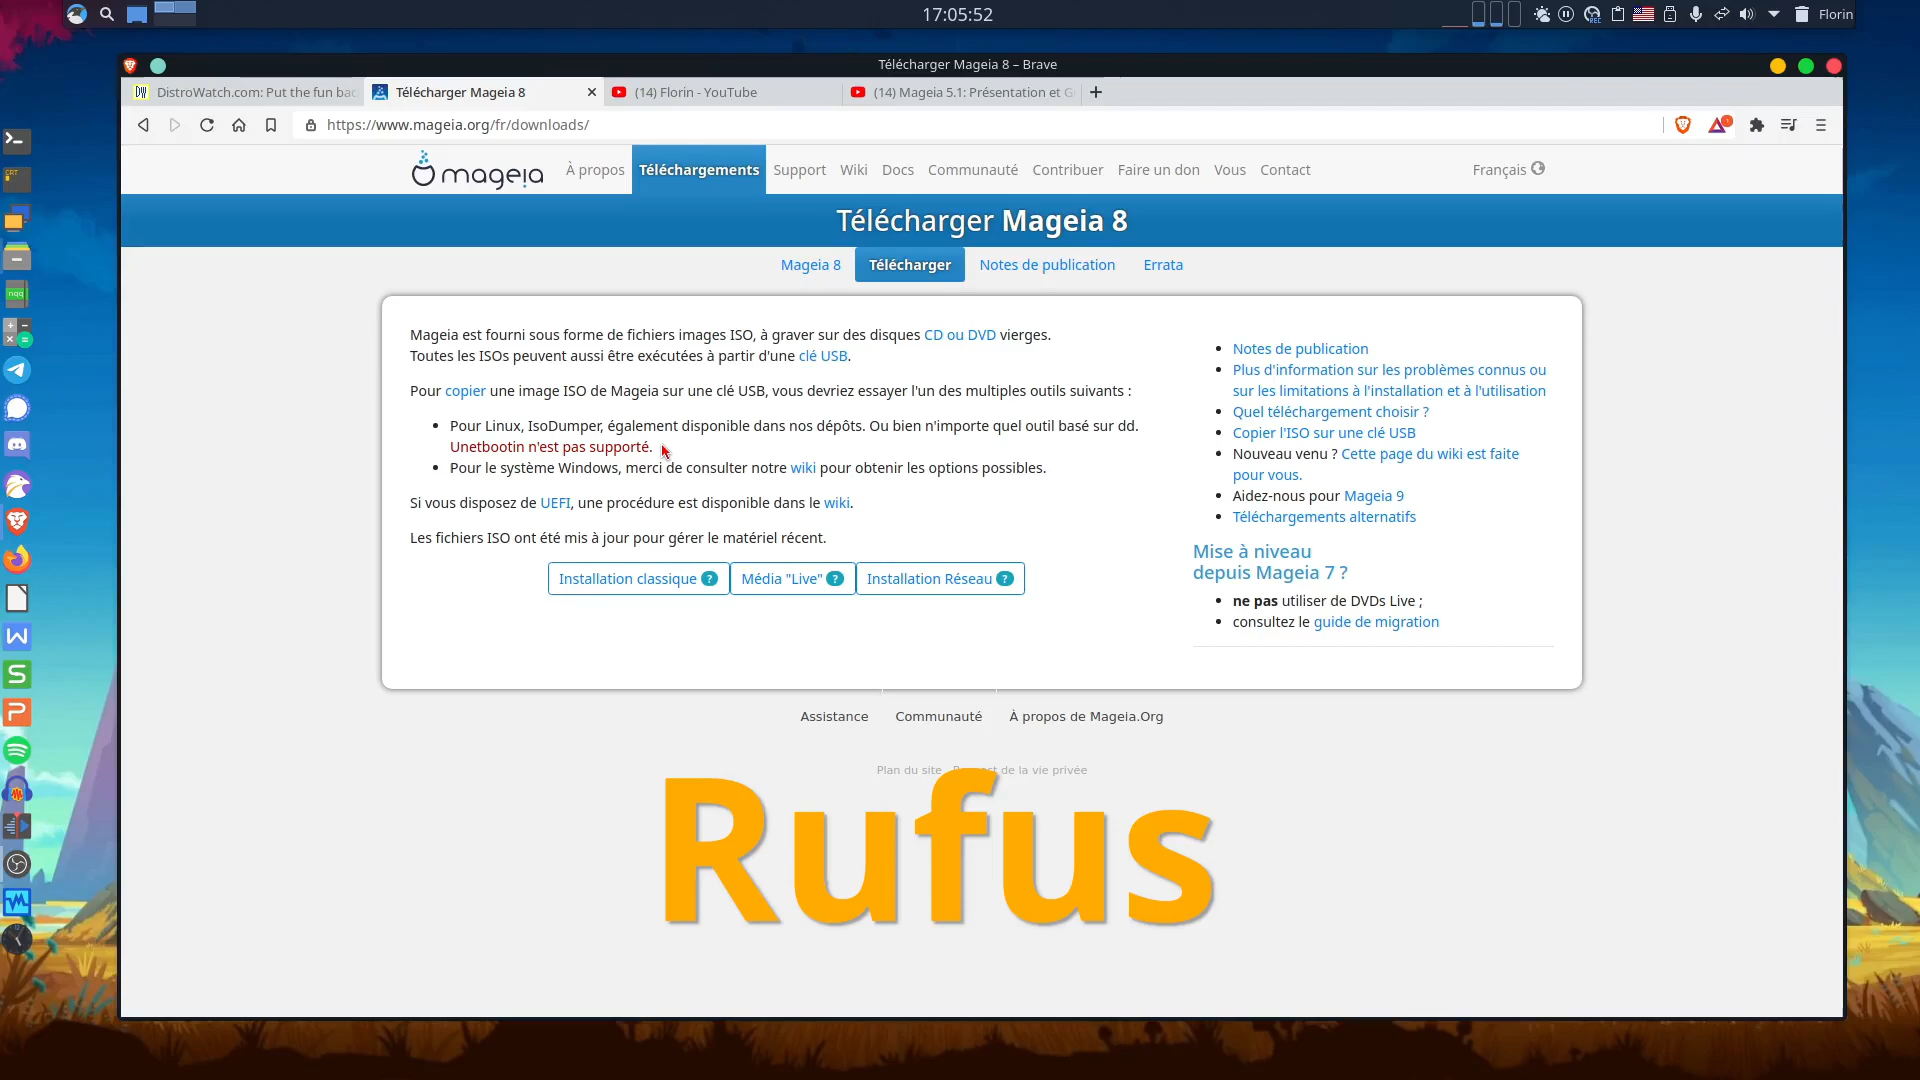 17:05:52
REC
Florin
Télécharger Mageia 8 – Brave
DistroWatch.com: Put the fun bac
Télécharger Mageia 8
(14) Florin - YouTube
(14) Mageia 5.1: Présentation et G
https://www.mageia.org/fr/downloads/
mageia
À propos
Téléchargements
Support
Wiki
Docs
Communauté
Contribuer
Faire un don
Vous
Contact
Français
Télécharger Mageia 8
Mageia 8
Télécharger
Notes de publication
Errata
Mageia est fourni sous forme de fichiers images ISO, à graver sur des disques CD ou DVD vierges.
Toutes les ISOs peuvent aussi être exécutées à partir d'une clé USB.
Pour copier une image ISO de Mageia sur une clé USB, vous devriez essayer l'un des multiples outils suivants :
Pour Linux, IsoDumper, également disponible dans nos dépôts. Ou bien n'importe quel outil basé sur dd.
Unetbootin n'est pas supporté.
Pour le système Windows, merci de consulter notre wiki pour obtenir les options possibles.
Si vous disposez de UEFI, une procédure est disponible dans le wiki.
Les fichiers ISO ont été mis à jour pour gérer le matériel récent.
Installation classique ?
Média "Live" ?
Installation Réseau ?
Notes de publication
Plus d'information sur les problèmes connus ou
sur les limitations à l'installation et à l'utilisation
Quel téléchargement choisir ?
Copier l'ISO sur une clé USB
Nouveau venu ? Cette page du wiki est faite
pour vous.
Aidez-nous pour Mageia 9
Téléchargements alternatifs
Mise à niveau
depuis Mageia 7 ?
ne pas utiliser de DVDs Live ;
consultez le guide de migration
Assistance
Communauté
À propos de Mageia.Org
Plan du site
de la vie privée
Rufus
CRT
nqq